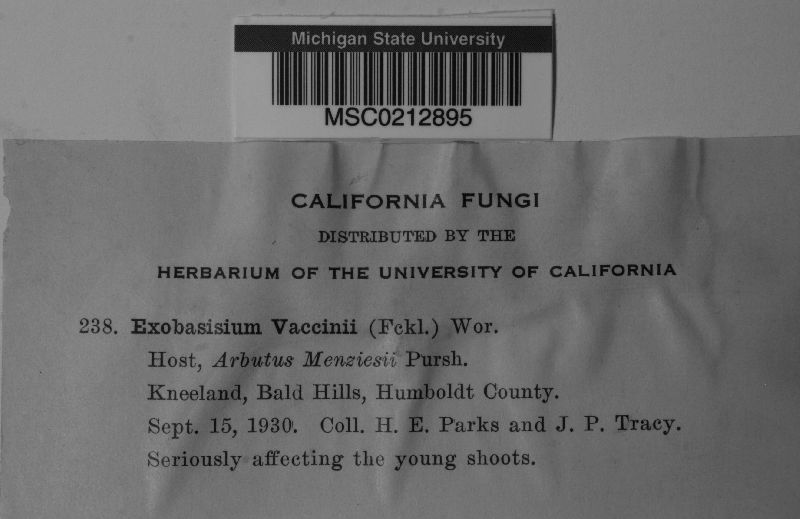 Michigan State University
MSC0212895
CALIFORNIA FUNGI
DISTRIBUTED BY THE
HERBARIUM OF THE UNIVERSITY OF CALIFORNIA
238. Exobasisium Vaccinii (Fckl.) Wor.
Host, Arbutus Menziesii Pursh.
Kneeland, Bald Hills, Humboldt County.
Sept. 15, 1930. Coll. H. E. Parks and J. P. Tracy.
Seriously affecting the young shoots.